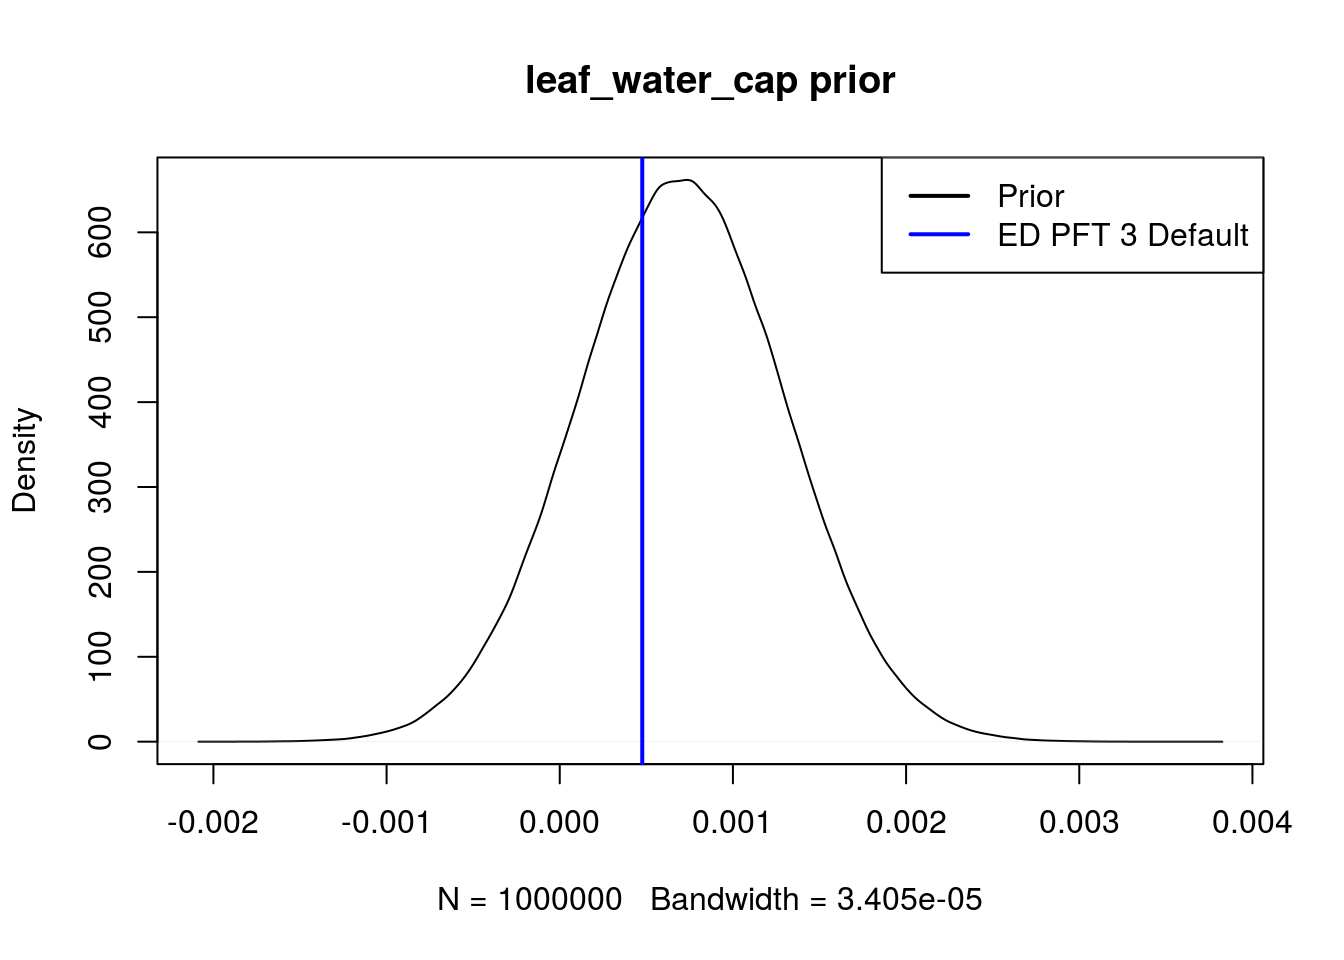 leaf_water_cap prior
Prior
ED PFT 3 Default
Density
600
500
400
300
200
100
0
-0.002 -0.001 0.000 0.001 0.002 0.003 0.004
N = 1000000 Bandwidth = 3.405e-05